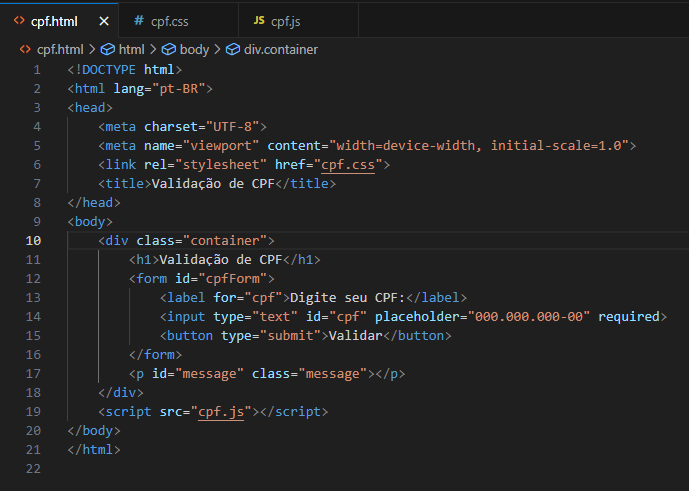 cpf.html × # cpf.css JS cpf.js
cpf.html > html > body > div.container
1 <!DOCTYPE html>
2 <html lang="pt-BR">
3 <head>
4     <meta charset="UTF-8">
5     <meta name="viewport" content="width=device-width, initial-scale=1.0">
6     <link rel="stylesheet" href="cpf.css">
7     <title>Validação de CPF</title>
8 </head>
9 <body>
10     <div class="container">
11         <h1>Validação de CPF</h1>
12         <form id="cpfForm">
13             <label for="cpf">Digite seu CPF:</label>
14             <input type="text" id="cpf" placeholder="000.000.000-00" required>
15             <button type="submit">Validar</button>
16         </form>
17         <p id="message" class="message"></p>
18     </div>
19     <script src="cpf.js"></script>
20 </body>
21 </html>
22